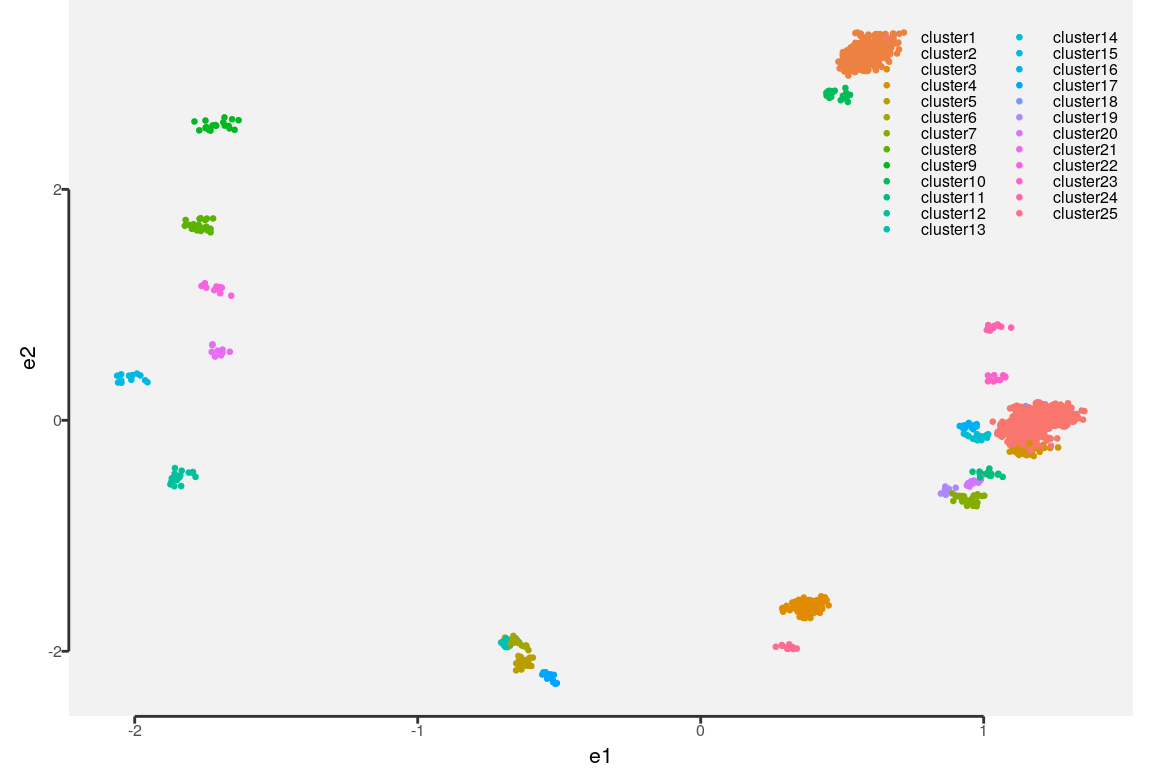 cluster1
cluster2
cluster3
cluster4
cluster5
cluster6
cluster7
cluster8
cluster9
cluster10
cluster11
cluster12
cluster13
cluster14
cluster15
cluster16
cluster17
cluster18
cluster19
cluster20
cluster21
cluster22
cluster23
cluster24
cluster25
2
0
-2
e2
-2
-1
0
1
e1